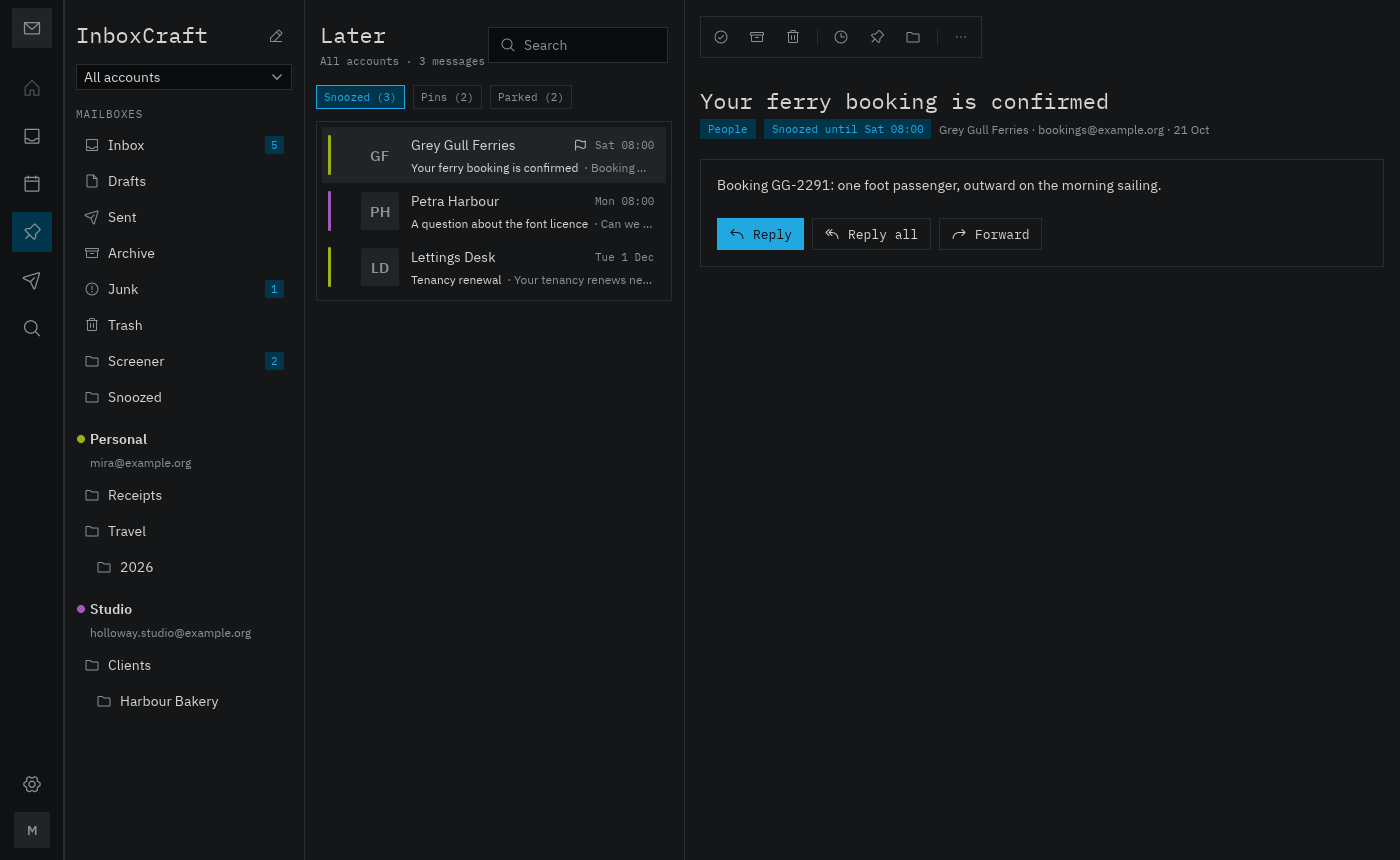 InboxCraft
All accounts
MAILBOXES
Inbox 5
Drafts
Sent
Archive
Junk 1
Trash
Screener 2
Snoozed
Personal
mira@example.org
Receipts
Travel
2026
Studio
holloway.studio@example.org
Clients
Harbour Bakery
M
Later
All accounts · 3 messages
Search
Snoozed (3) Pins (2) Parked (2)
GF Grey Gull Ferries Sat 08:00
Your ferry booking is confirmed · Booking…
PH Petra Harbour Mon 08:00
A question about the font licence · Can we …
LD Lettings Desk Tue 1 Dec
Tenancy renewal · Your tenancy renews ne…
Your ferry booking is confirmed
People Snoozed until Sat 08:00 Grey Gull Ferries · bookings@example.org · 21 Oct
Booking GG-2291: one foot passenger, outward on the morning sailing.
Reply Reply all Forward